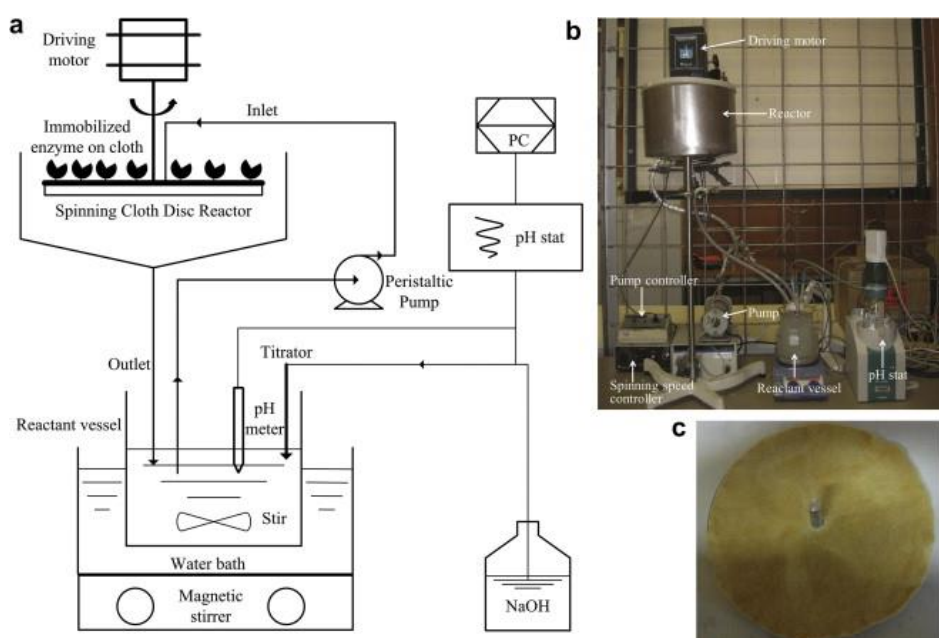 a
Driving
motor
Inlet
Immobilized
enzyme on cloth
Spinning Cloth Disc Reactor
PC
pH stat
Peristaltic
Pump
Outlet
Titrator
Reactant vessel
pH
meter
Stir
Water bath
Magnetic
stirrer
NaOH
b
Driving motor
Reactor
Pump controller
Pump
Spinning speed
controller
Reactant vessel
pH stat
c